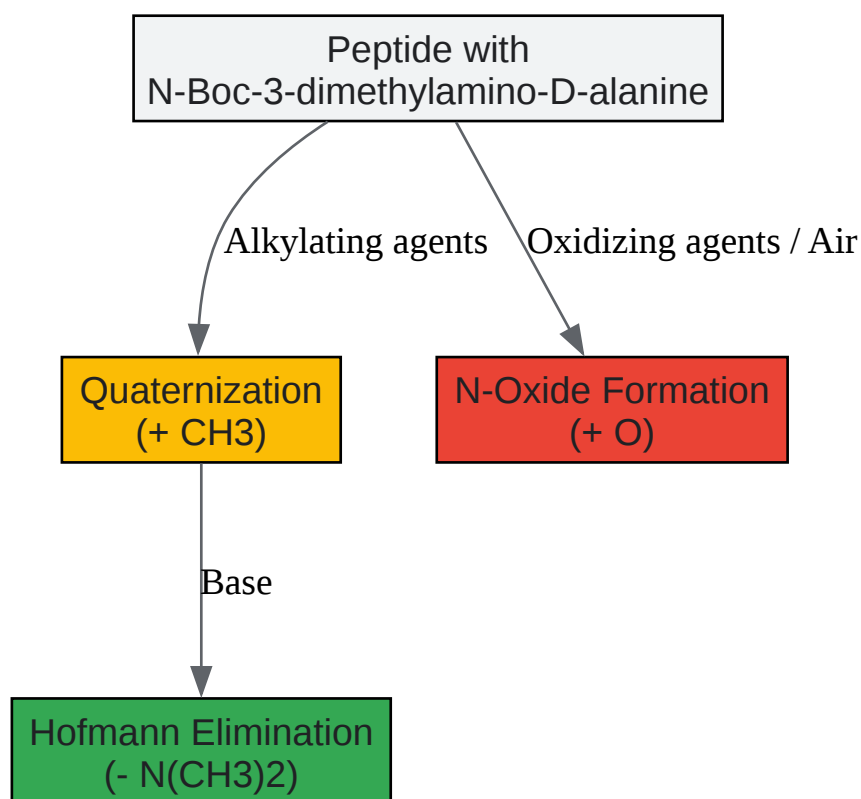 Peptide with
N-Boc-3-dimethylamino-D-alanine
Alkylating agents
Oxidizing agents / Air
Quaternization
(+ CH3)
N-Oxide Formation
(+ O)
Base
Hofmann Elimination
(- N(CH3)2)